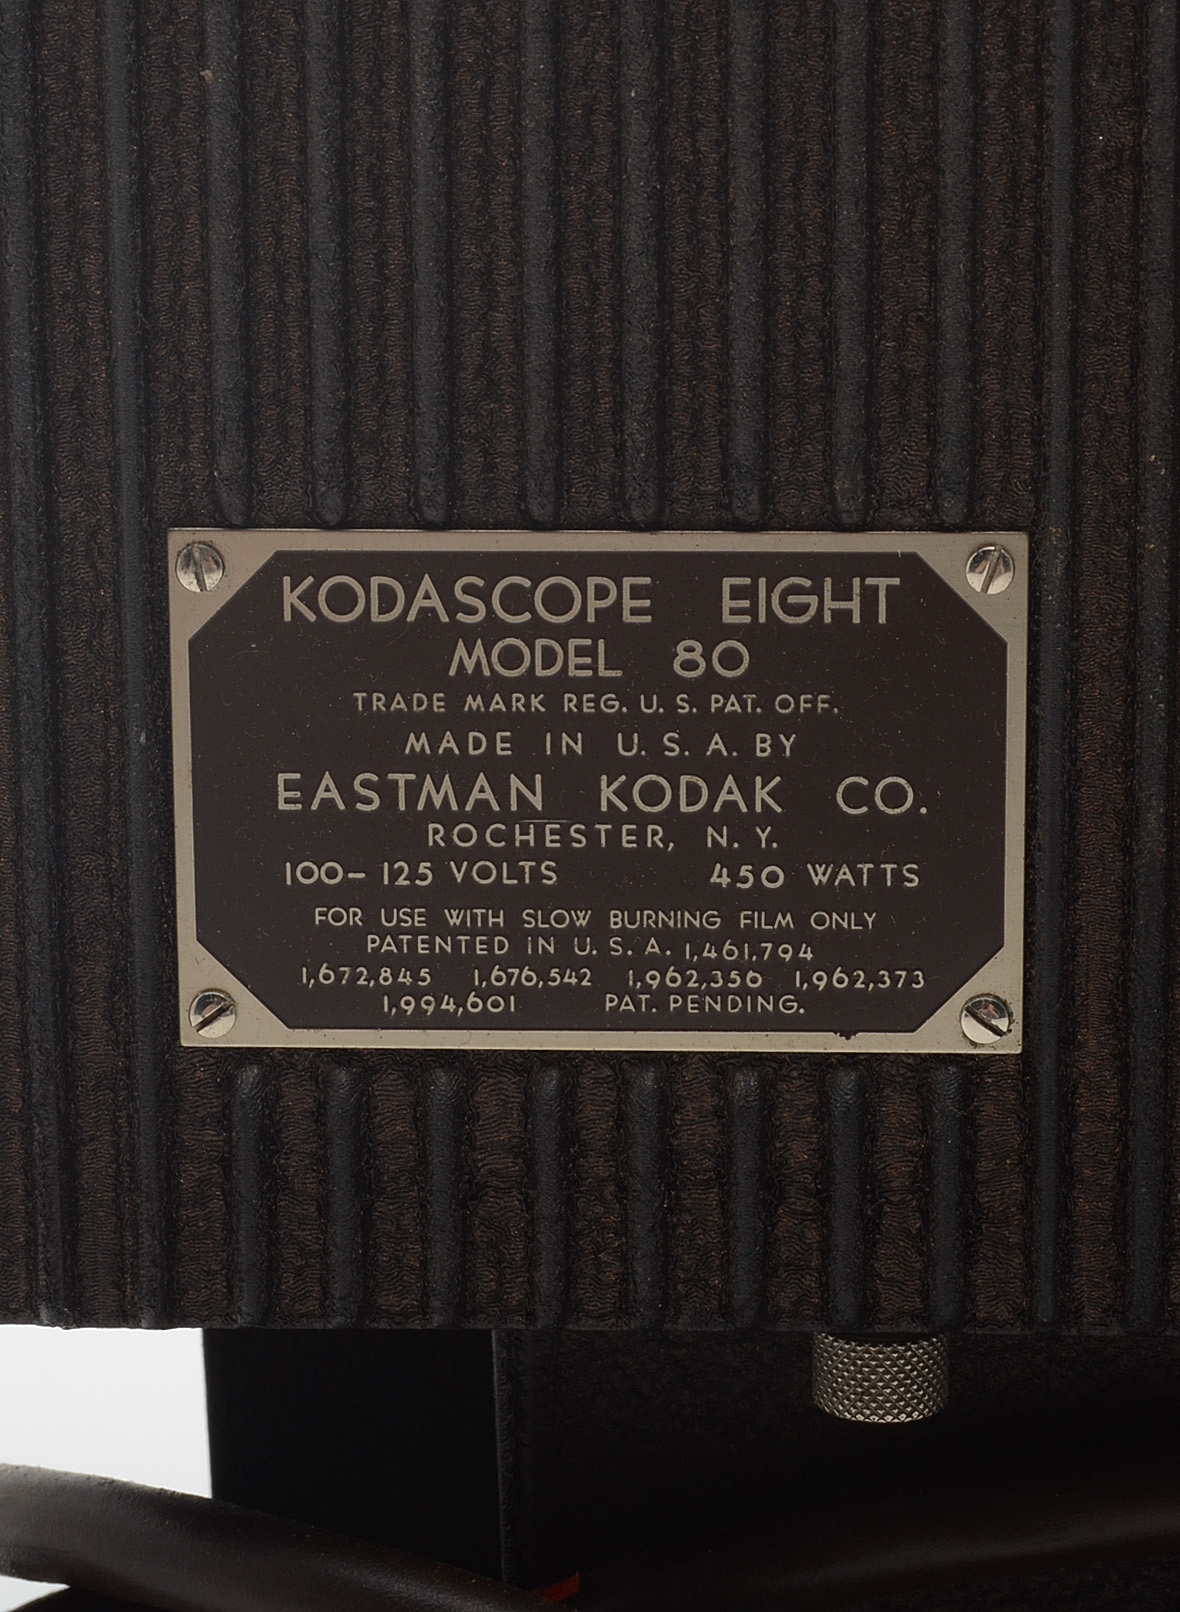 KODASCOPE EIGHT
MODEL 80
TRADE MARK REG. U. S. PAT. OFF.
MADE IN U. S. A. BY
EASTMAN KODAK CO.
ROCHESTER, N. Y.
100-125 VOLTS 450 WATTS
FOR USE WITH SLOW BURNING FILM ONLY
PATENTED IN U. S. A. 1,461,794
1,672,845 1,676,542 1,962,356 1,962,373
1,994,601 PAT. PENDING.